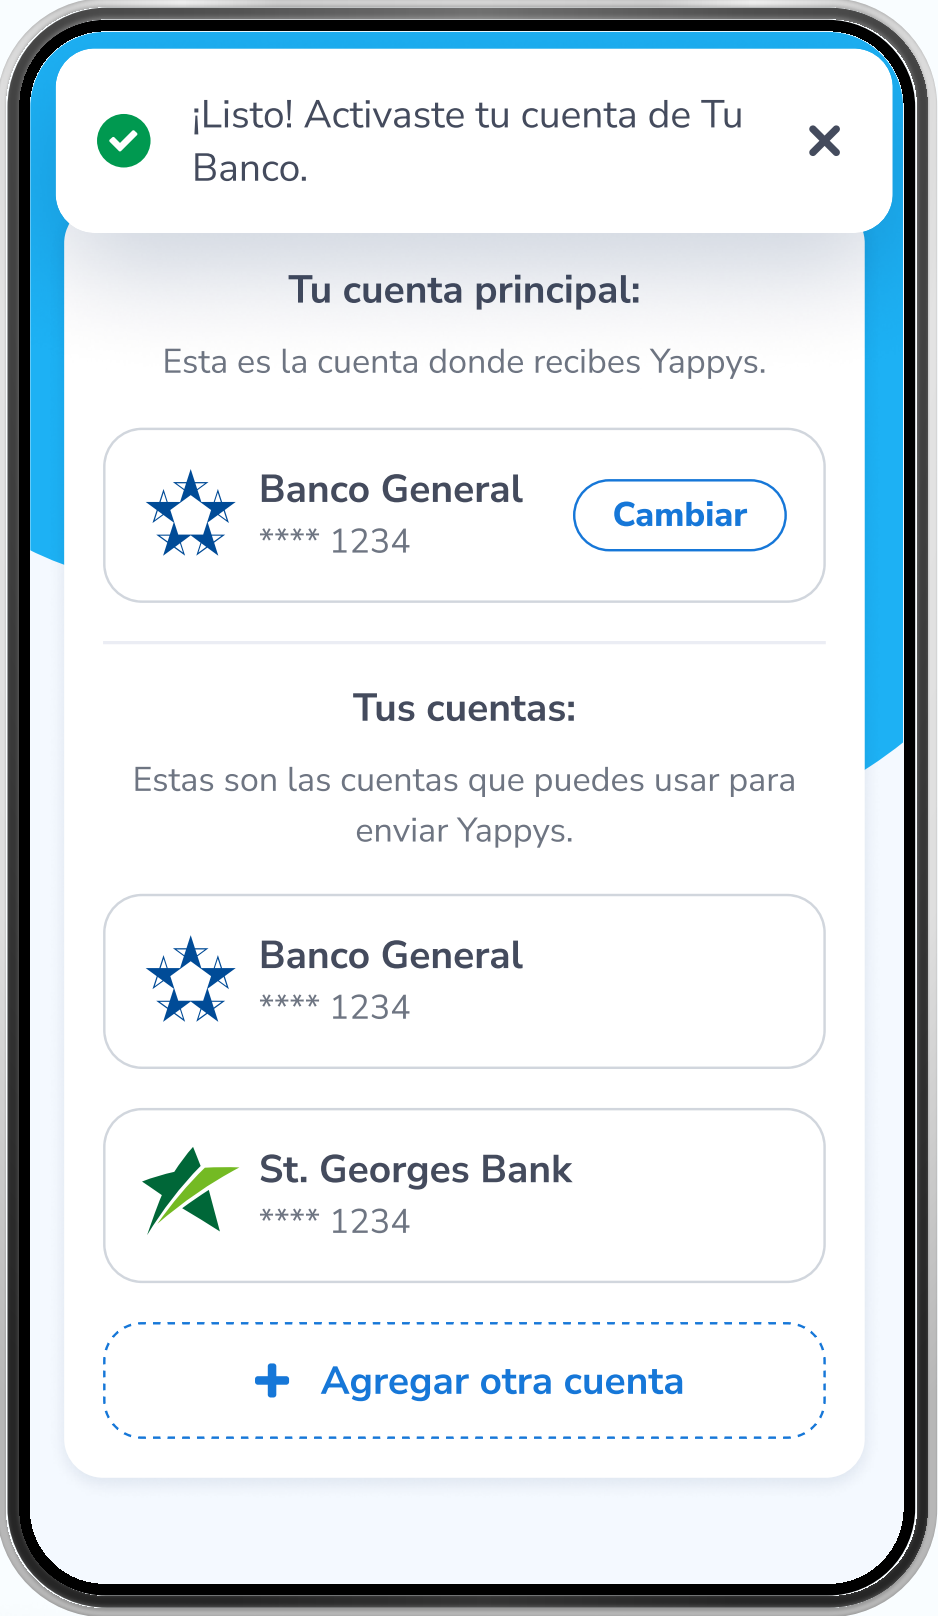 ¡Listo! Activaste tu cuenta de Tu
Banco.
Tu cuenta principal:
Esta es la cuenta donde recibes Yappys.
Banco General
**** 1234
Cambiar
Tus cuentas:
Estas son las cuentas que puedes usar para
enviar Yappys.
Banco General
**** 1234
St. Georges Bank
**** 1234
Agregar otra cuenta